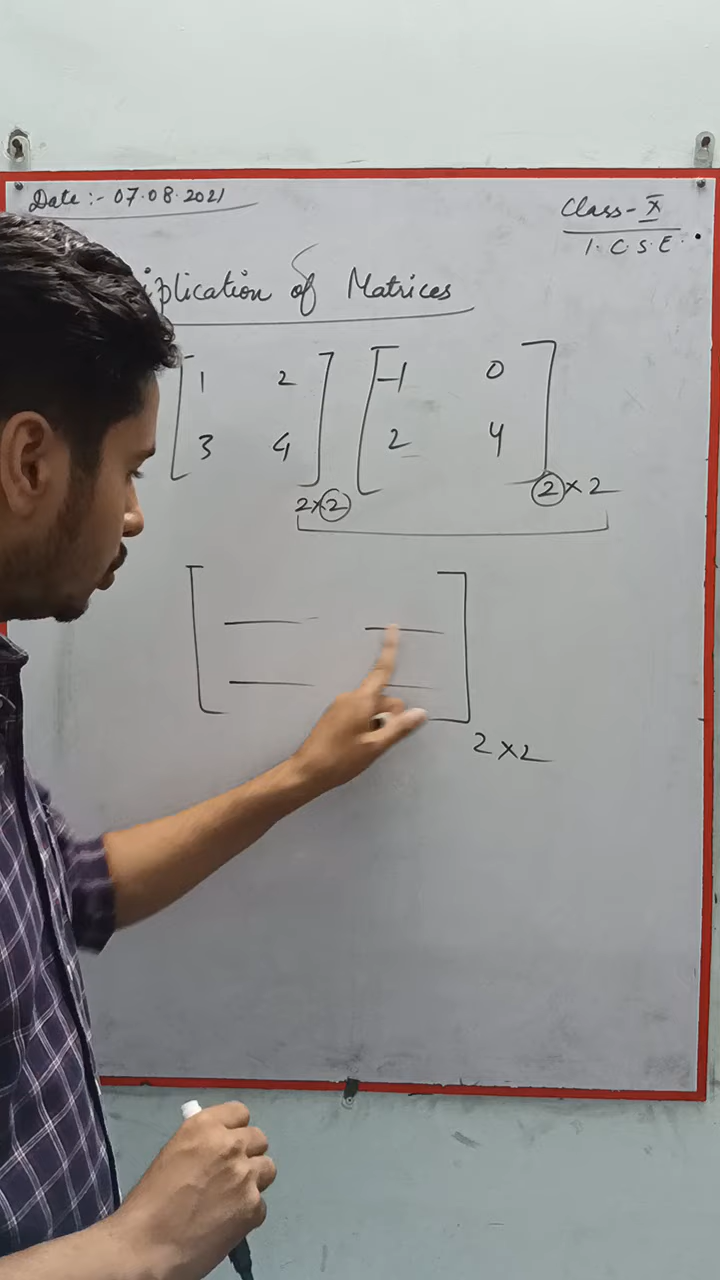 Date :- 07.08.2021
Class - X
I.C.S.E.
of Matrices
1 2 -1 0
3 4 2 4
2×2 2×2
2×2